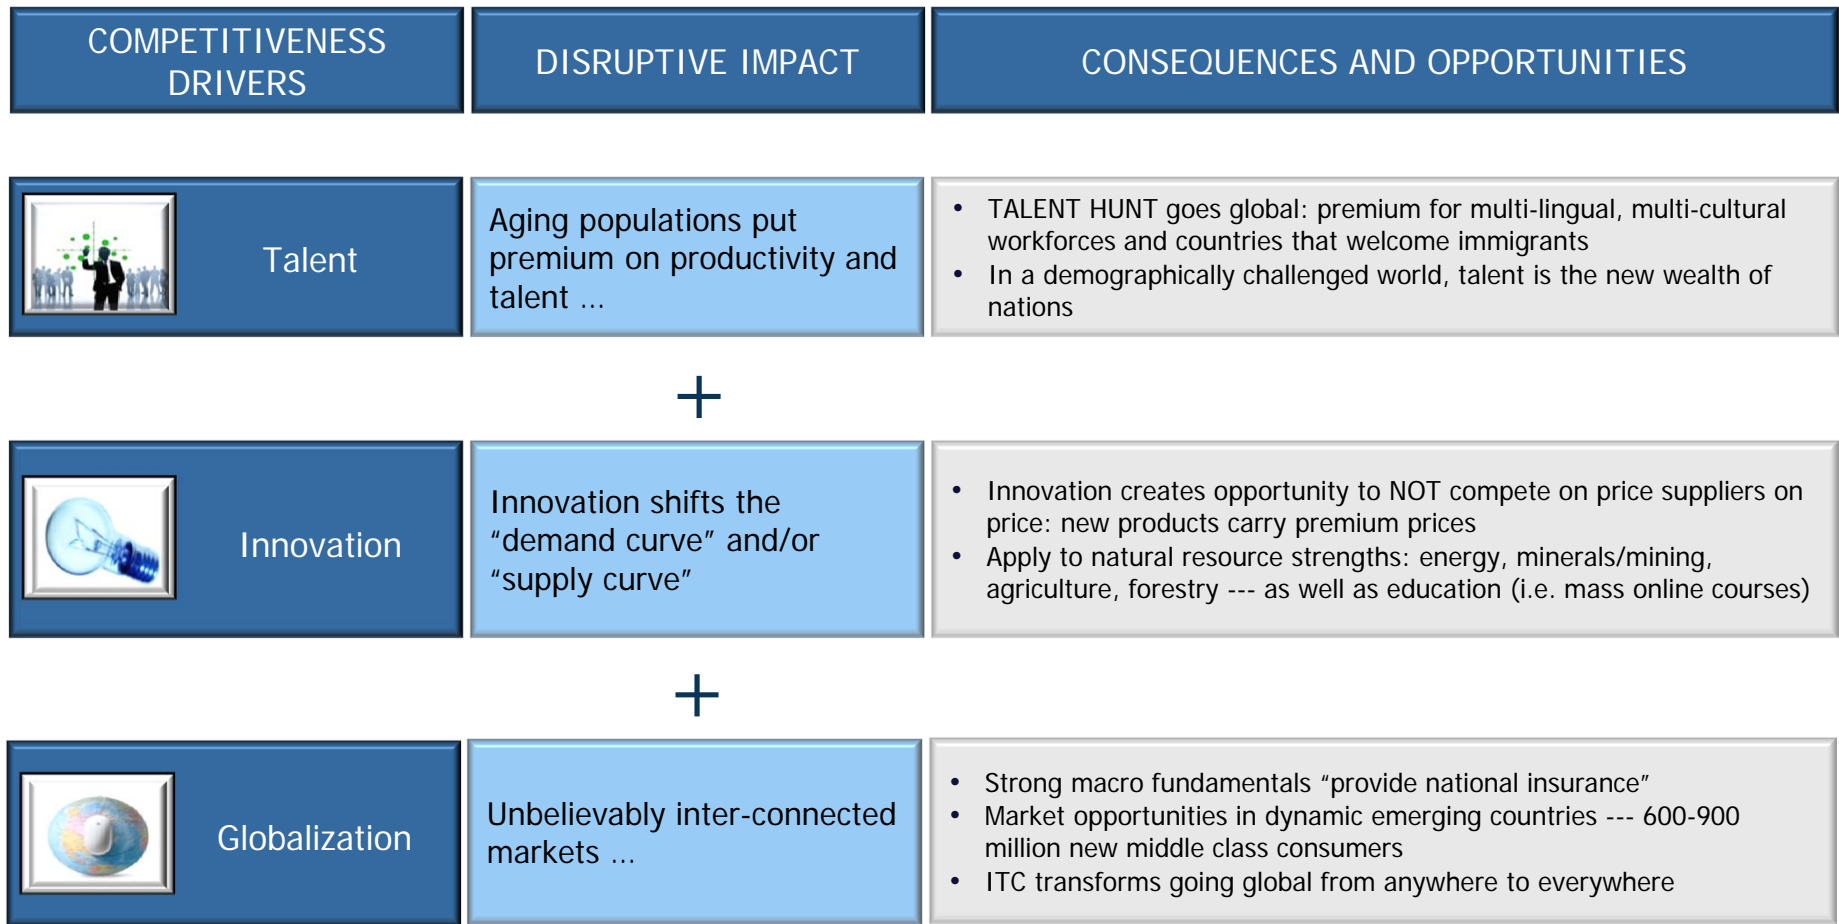 COMPETITIVENESS
DRIVERS
DISRUPTIVE IMPACT
CONSEQUENCES AND OPPORTUNITIES
Talent
Aging populations put
premium on productivity and
talent ...
• TALENT HUNT goes global: premium for multi-lingual, multi-cultural
workforces and countries that welcome immigrants
• In a demographically challenged world, talent is the new wealth of
nations
+
Innovation
Innovation shifts the
“demand curve” and/or
“supply curve”
• Innovation creates opportunity to NOT compete on price suppliers on
price: new products carry premium prices
• Apply to natural resource strengths: energy, minerals/mining,
agriculture, forestry --- as well as education (i.e. mass online courses)
+
Globalization
Unbelievably inter-connected
markets ...
• Strong macro fundamentals “provide national insurance”
• Market opportunities in dynamic emerging countries --- 600-900
million new middle class consumers
• ITC transforms going global from anywhere to everywhere